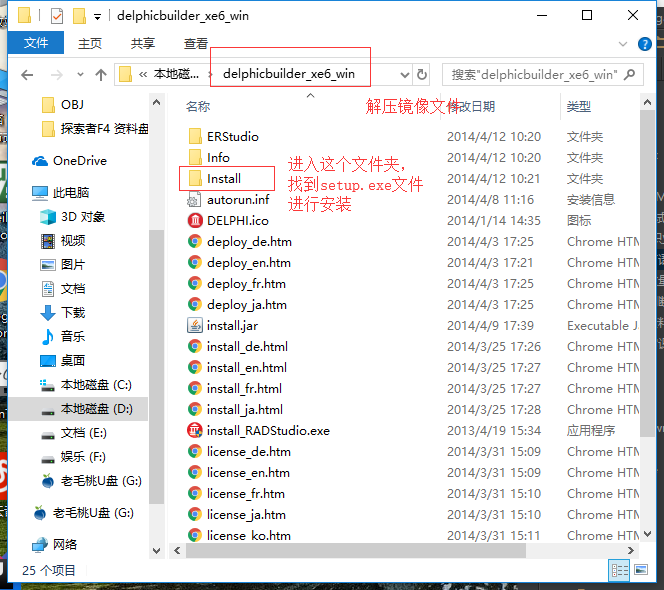 delphicbuilder_xe6_win
文件 主页 共享 查看
« 本地磁... › delphicbuilder_xe6_win
搜索"delphicbuilder_xe6_win"
OBJ
探索者F4 资料盘
OneDrive
此电脑
3D 对象
视频
图片
文档
下载
音乐
桌面
本地磁盘 (C:)
本地磁盘 (D:)
文档 (E:)
娱乐 (F:)
老毛桃U盘 (G:)
老毛桃U盘 (G:)
网络
名称 修改日期 类型
解压镜像文件
ERStudio 2014/4/12 10:20 文件夹
Info 2014/4/12 10:20 文件夹
Install 2014/4/12 10:21 文件夹
autorun.inf 2014/4/8 11:16 安装信息
DELPHI.ico 2014/1/14 14:35 图标
deploy_de.htm 2014/4/3 17:25 Chrome HTM
deploy_en.htm 2014/4/3 17:21 Chrome HTM
deploy_fr.htm 2014/4/3 17:25 Chrome HTM
deploy_ja.htm 2014/4/3 17:25 Chrome HTM
install.jar 2014/4/9 17:39 Executable J
install_de.html 2014/3/25 17:26 Chrome HTM
install_en.html 2014/3/25 17:27 Chrome HTM
install_fr.html 2014/3/25 17:27 Chrome HTM
install_ja.html 2014/3/25 17:28 Chrome HTM
install_RADStudio.exe 2013/4/19 15:34 应用程序
license_de.htm 2014/3/31 15:09 Chrome HTM
license_en.htm 2014/3/31 15:09 Chrome HTM
license_fr.htm 2014/3/31 15:10 Chrome HTM
license_ja.htm 2014/3/31 15:10 Chrome HTM
license_ko.htm 2014/3/31 15:11 Chrome HTM
进入这个文件夹，
找到setup.exe文件
进行安装
25 个项目